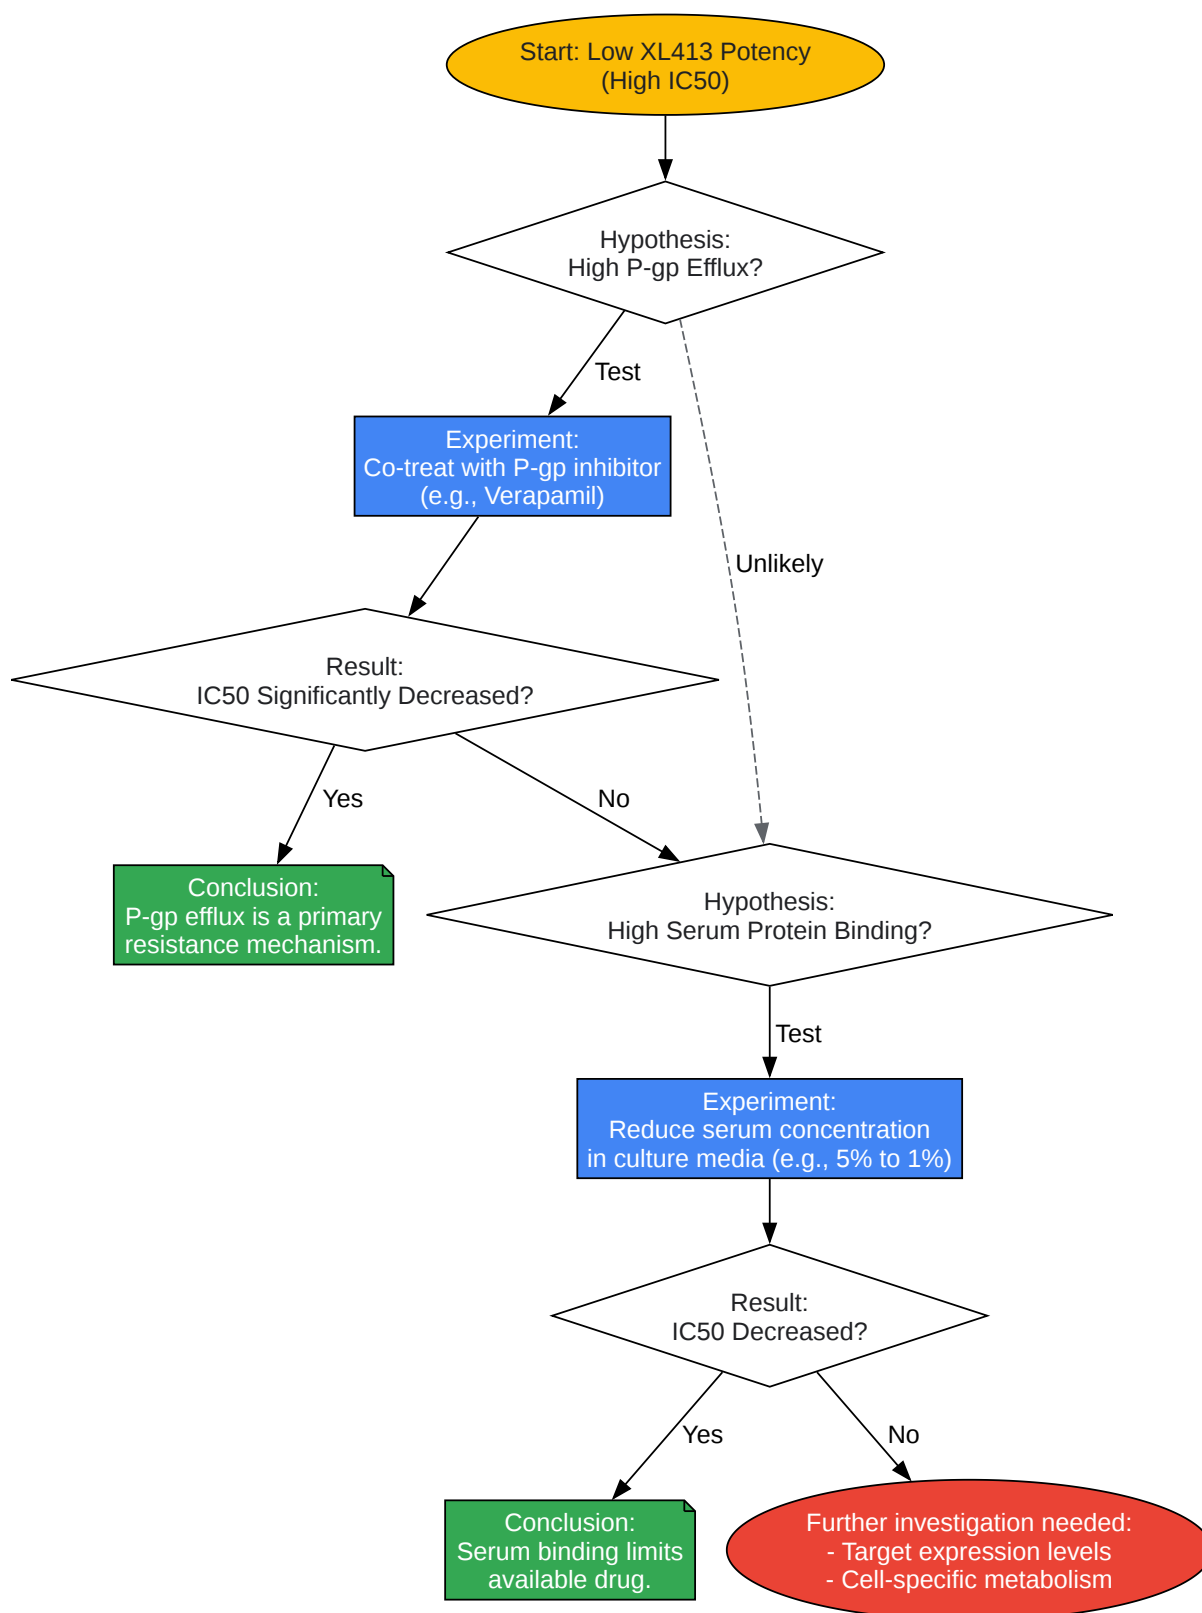 Start: Low XL413 Potency
(High IC50)
Hypothesis:
High P-gp Efflux?
Test
Experiment:
Co-treat with P-gp inhibitor
(e.g., Verapamil)
Unlikely
Result:
IC50 Significantly Decreased?
Yes
No
Conclusion:
P-gp efflux is a primary
resistance mechanism.
Hypothesis:
High Serum Protein Binding?
Test
Experiment:
Reduce serum concentration
in culture media (e.g., 5% to 1%)
Result:
IC50 Decreased?
Yes
No
Conclusion:
Serum binding limits
available drug.
Further investigation needed:
- Target expression levels
- Cell-specific metabolism